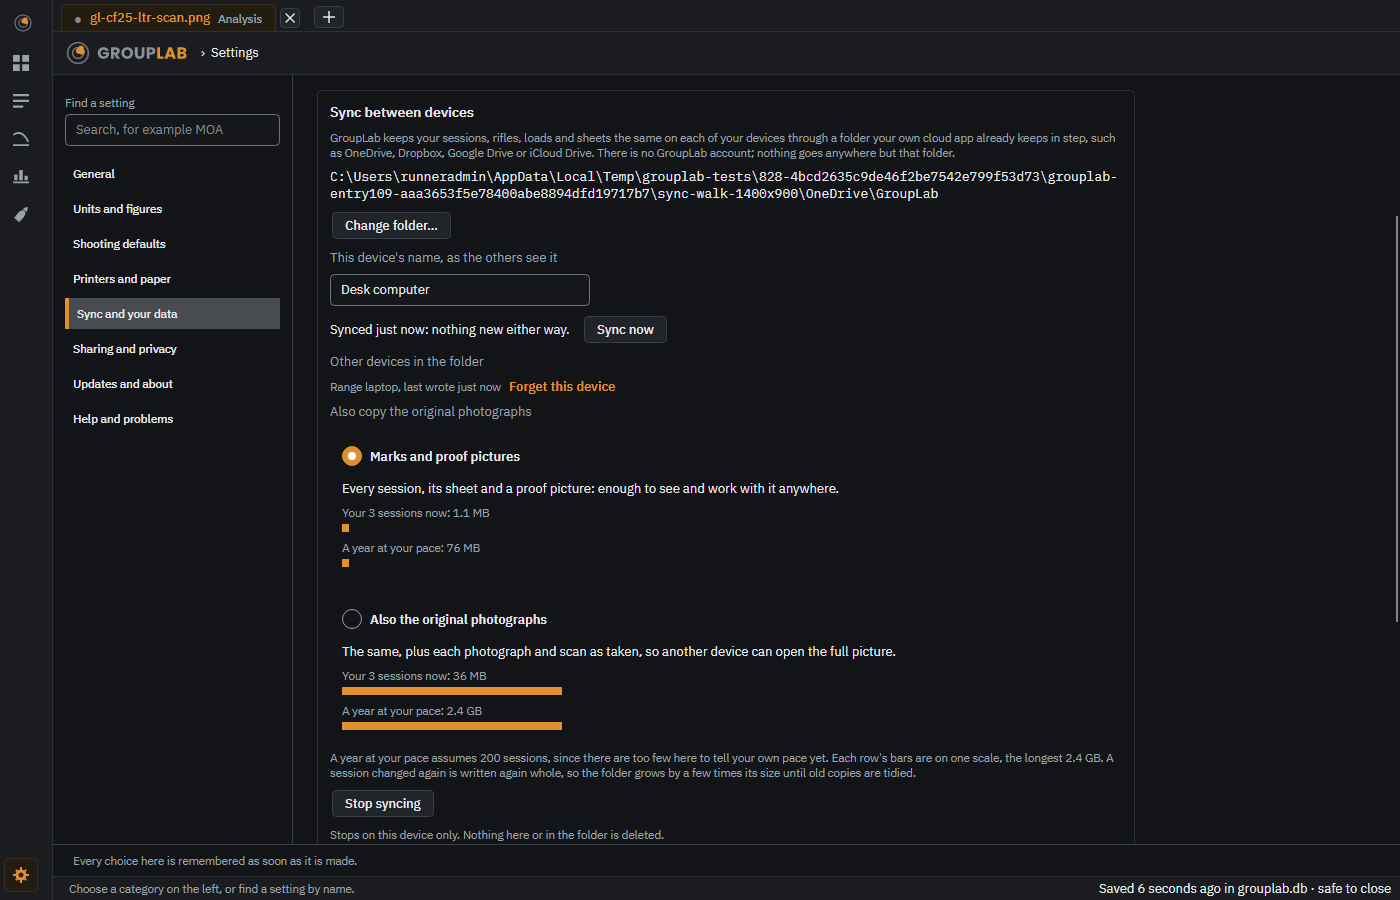 gl-cf25-ltr-scan.png Analysis
GROUPLAB › Settings
Find a setting
Search, for example MOA
General
Units and figures
Shooting defaults
Printers and paper
Sync and your data
Sharing and privacy
Updates and about
Help and problems
Sync between devices
GroupLab keeps your sessions, rifles, loads and sheets the same on each of your devices through a folder your own cloud app already keeps in step, such
as OneDrive, Dropbox, Google Drive or iCloud Drive. There is no GroupLab account; nothing goes anywhere but that folder.
C:\Users\runneradmin\AppData\Local\Temp\grouplab-tests\828-4bcd2635c9de46f2be7542e799f53d73\grouplab-
entry109-aaa3653f5e78400abe8894dfd19717b7\sync-walk-1400x900\OneDrive\GroupLab
Change folder...
This device's name, as the others see it
Desk computer
Synced just now: nothing new either way. Sync now
Other devices in the folder
Range laptop, last wrote just now Forget this device
Also copy the original photographs
Marks and proof pictures
Every session, its sheet and a proof picture: enough to see and work with it anywhere.
Your 3 sessions now: 1.1 MB
A year at your pace: 76 MB
Also the original photographs
The same, plus each photograph and scan as taken, so another device can open the full picture.
Your 3 sessions now: 36 MB
A year at your pace: 2.4 GB
A year at your pace assumes 200 sessions, since there are too few here to tell your own pace yet. Each row's bars are on one scale, the longest 2.4 GB. A
session changed again is written again whole, so the folder grows by a few times its size until old copies are tidied.
Stop syncing
Stops on this device only. Nothing here or in the folder is deleted.
Every choice here is remembered as soon as it is made.
Choose a category on the left, or find a setting by name.
Saved 6 seconds ago in grouplab.db · safe to close